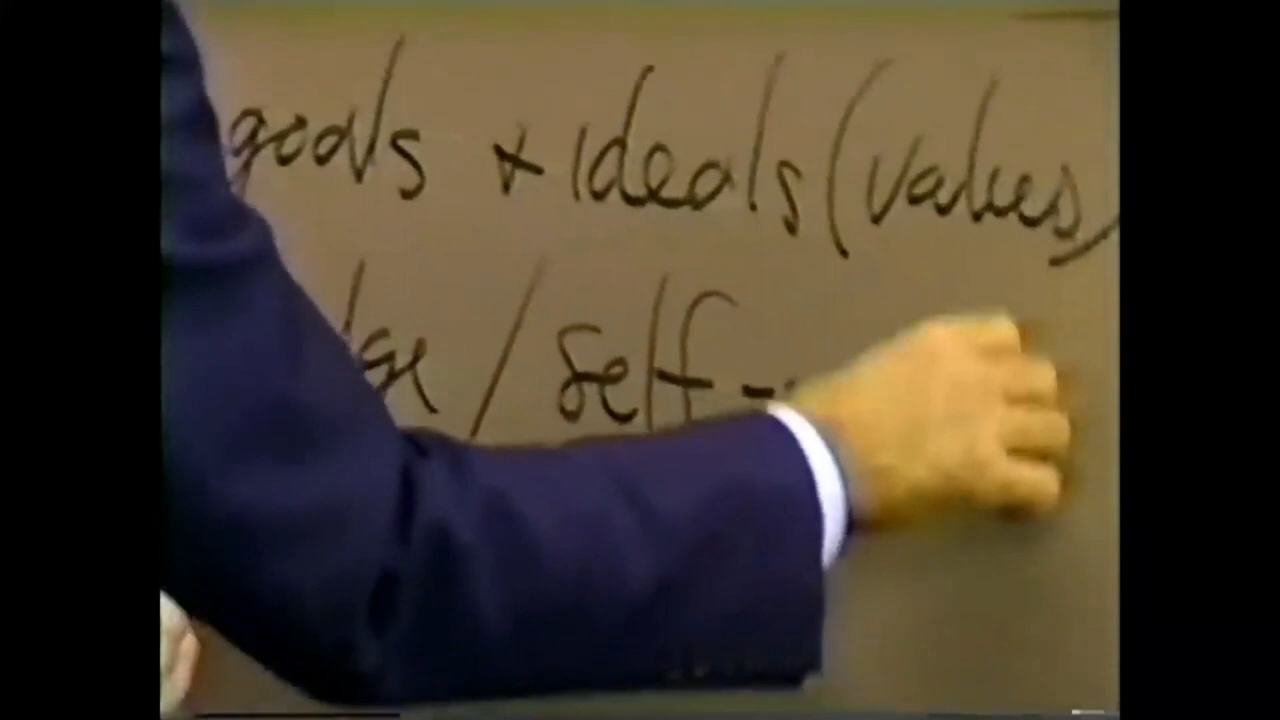 goals + ideals (values)
/ self -